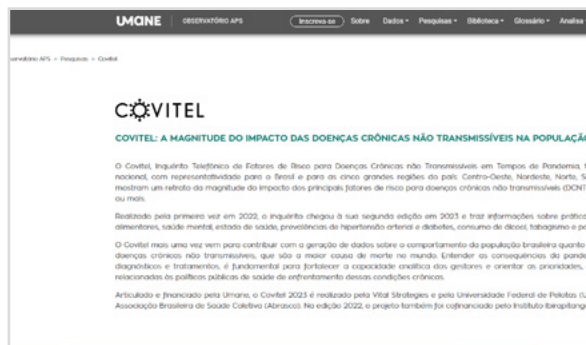 UMANE OBSERVATÓRIO APS Inscreva-se Sobre Dados Pesquisas Biblioteca Glossário Analisa
APS > Pesquisas > Covitel
COVITEL
COVITEL: A MAGNITUDE DO IMPACTO DAS DOENÇAS CRÔNICAS NÃO TRANSMISSÍVEIS NA POPULAÇÃO
O Covitel, Inquérito Telefônico de Fatores de Risco para Doenças Crônicas não Transmissíveis em Tempos de Pandemia,
nacional, com representatividade para o Brasil e para as cinco grandes regiões do país: Centro-Oeste, Nordeste, Norte,
mostram um retrato da magnitude do impacto dos principais fatores de risco para doenças crônicas não transmissíveis (DCNT
ou mais.
Realizado pela primeira vez em 2022, o inquérito chegou à sua segunda edição em 2023 e traz informações sobre
alimentares, saúde mental, estado de saúde, prevalências de hipertensão arterial e diabetes, consumo de álcool, tabagismo e
O Covitel mais uma vez vem para contribuir com a geração de dados sobre o comportamento da população brasileira quanto
doenças crônicas não transmissíveis, que são a maior causa de morte no mundo. Entender as consequências da
diagnósticos e tratamentos, é fundamental para fortalecer a capacidade analítica dos gestores e orientar as prioridades,
relacionadas às políticas públicas de saúde de enfrentamento dessas condições crônicas.
Articulado e financiado pela Umane, o Covitel 2023 é realizado pela Vital Strategies e pela Universidade Federal de Pelotas
Associação Brasileira de Saúde Coletiva (Abrasco). Na edição 2022, o projeto também foi cofinanciado pelo Instituto